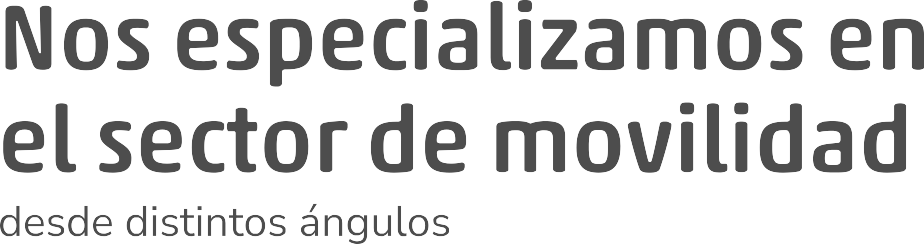 Nos especializamos en
el sector de movilidad
desde distintos ángulos